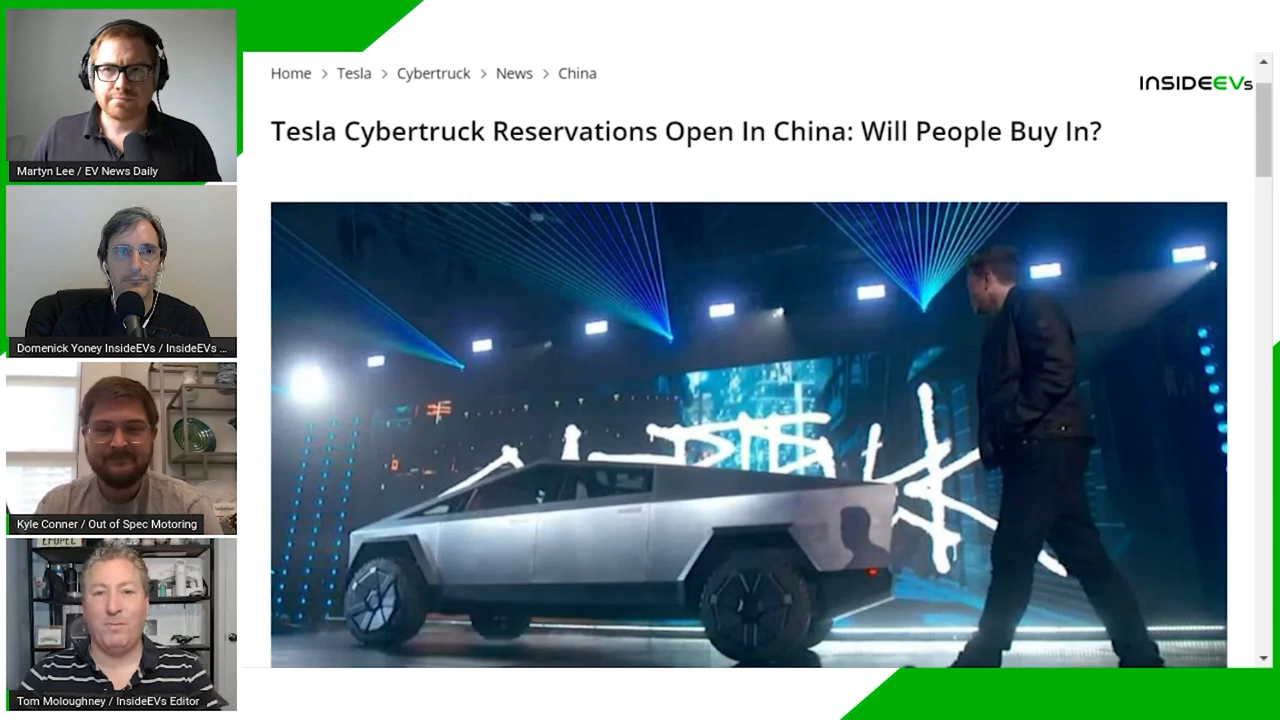 Martyn Lee / EV News Daily
Domenick Yoney InsideEVs / InsideEVs ...
Kyle Conner / Out of Spec Motoring
Tom Moloughney / InsideEVs Editor
Home > Tesla > Cybertruck > News > China
INSIDEEVs
Tesla Cybertruck Reservations Open In China: Will People Buy In?